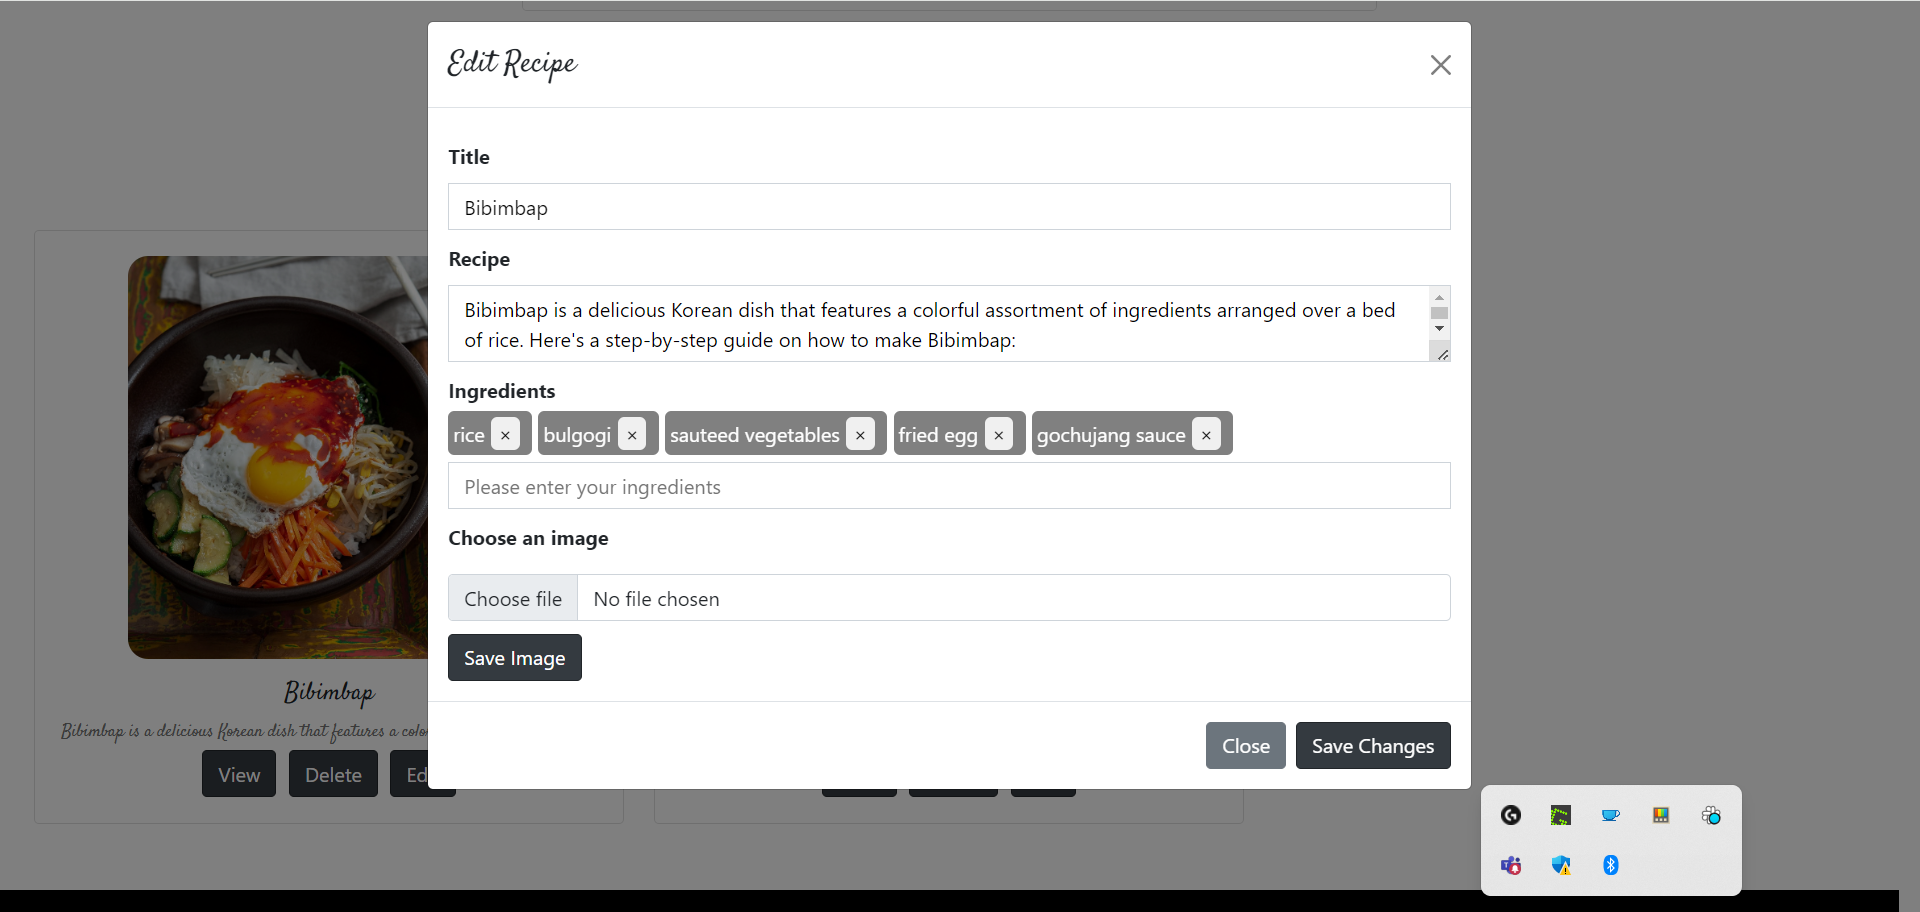 Edit Recipe
Title
Bibimbap
Recipe
Bibimbap is a delicious Korean dish that features a colorful assortment of ingredients arranged over a bed
of rice. Here's a step-by-step guide on how to make Bibimbap:
Ingredients
rice × bulgogi × sauteed vegetables × fried egg × gochujang sauce ×
Please enter your ingredients
Choose an image
Choose file No file chosen
Save Image
Close Save Changes
Bibimbap
Bibimbap is a delicious Korean dish that features a colo
View Delete Ed